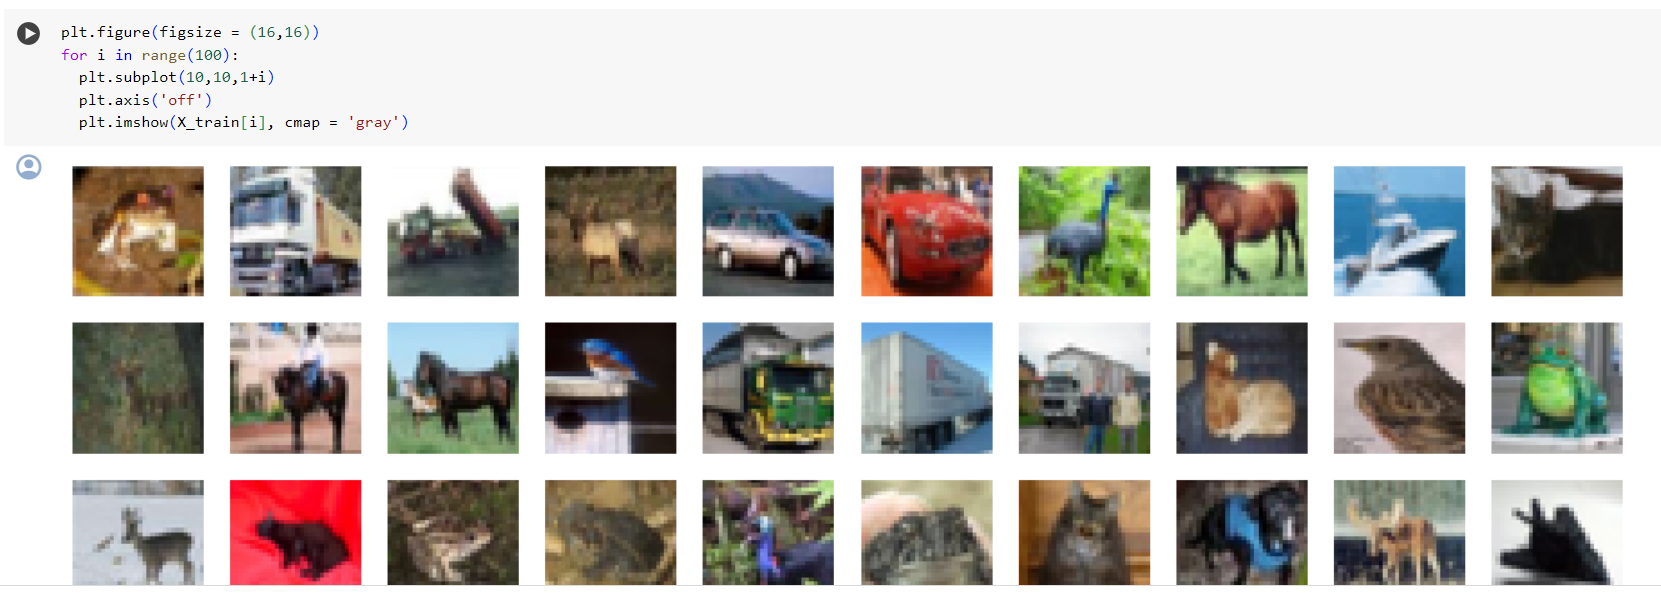 plt.figure(figsize = (16,16))
for i in range(100):
  plt.subplot(10,10,1+i)
  plt.axis('off')
  plt.imshow(X_train[i], cmap = 'gray')